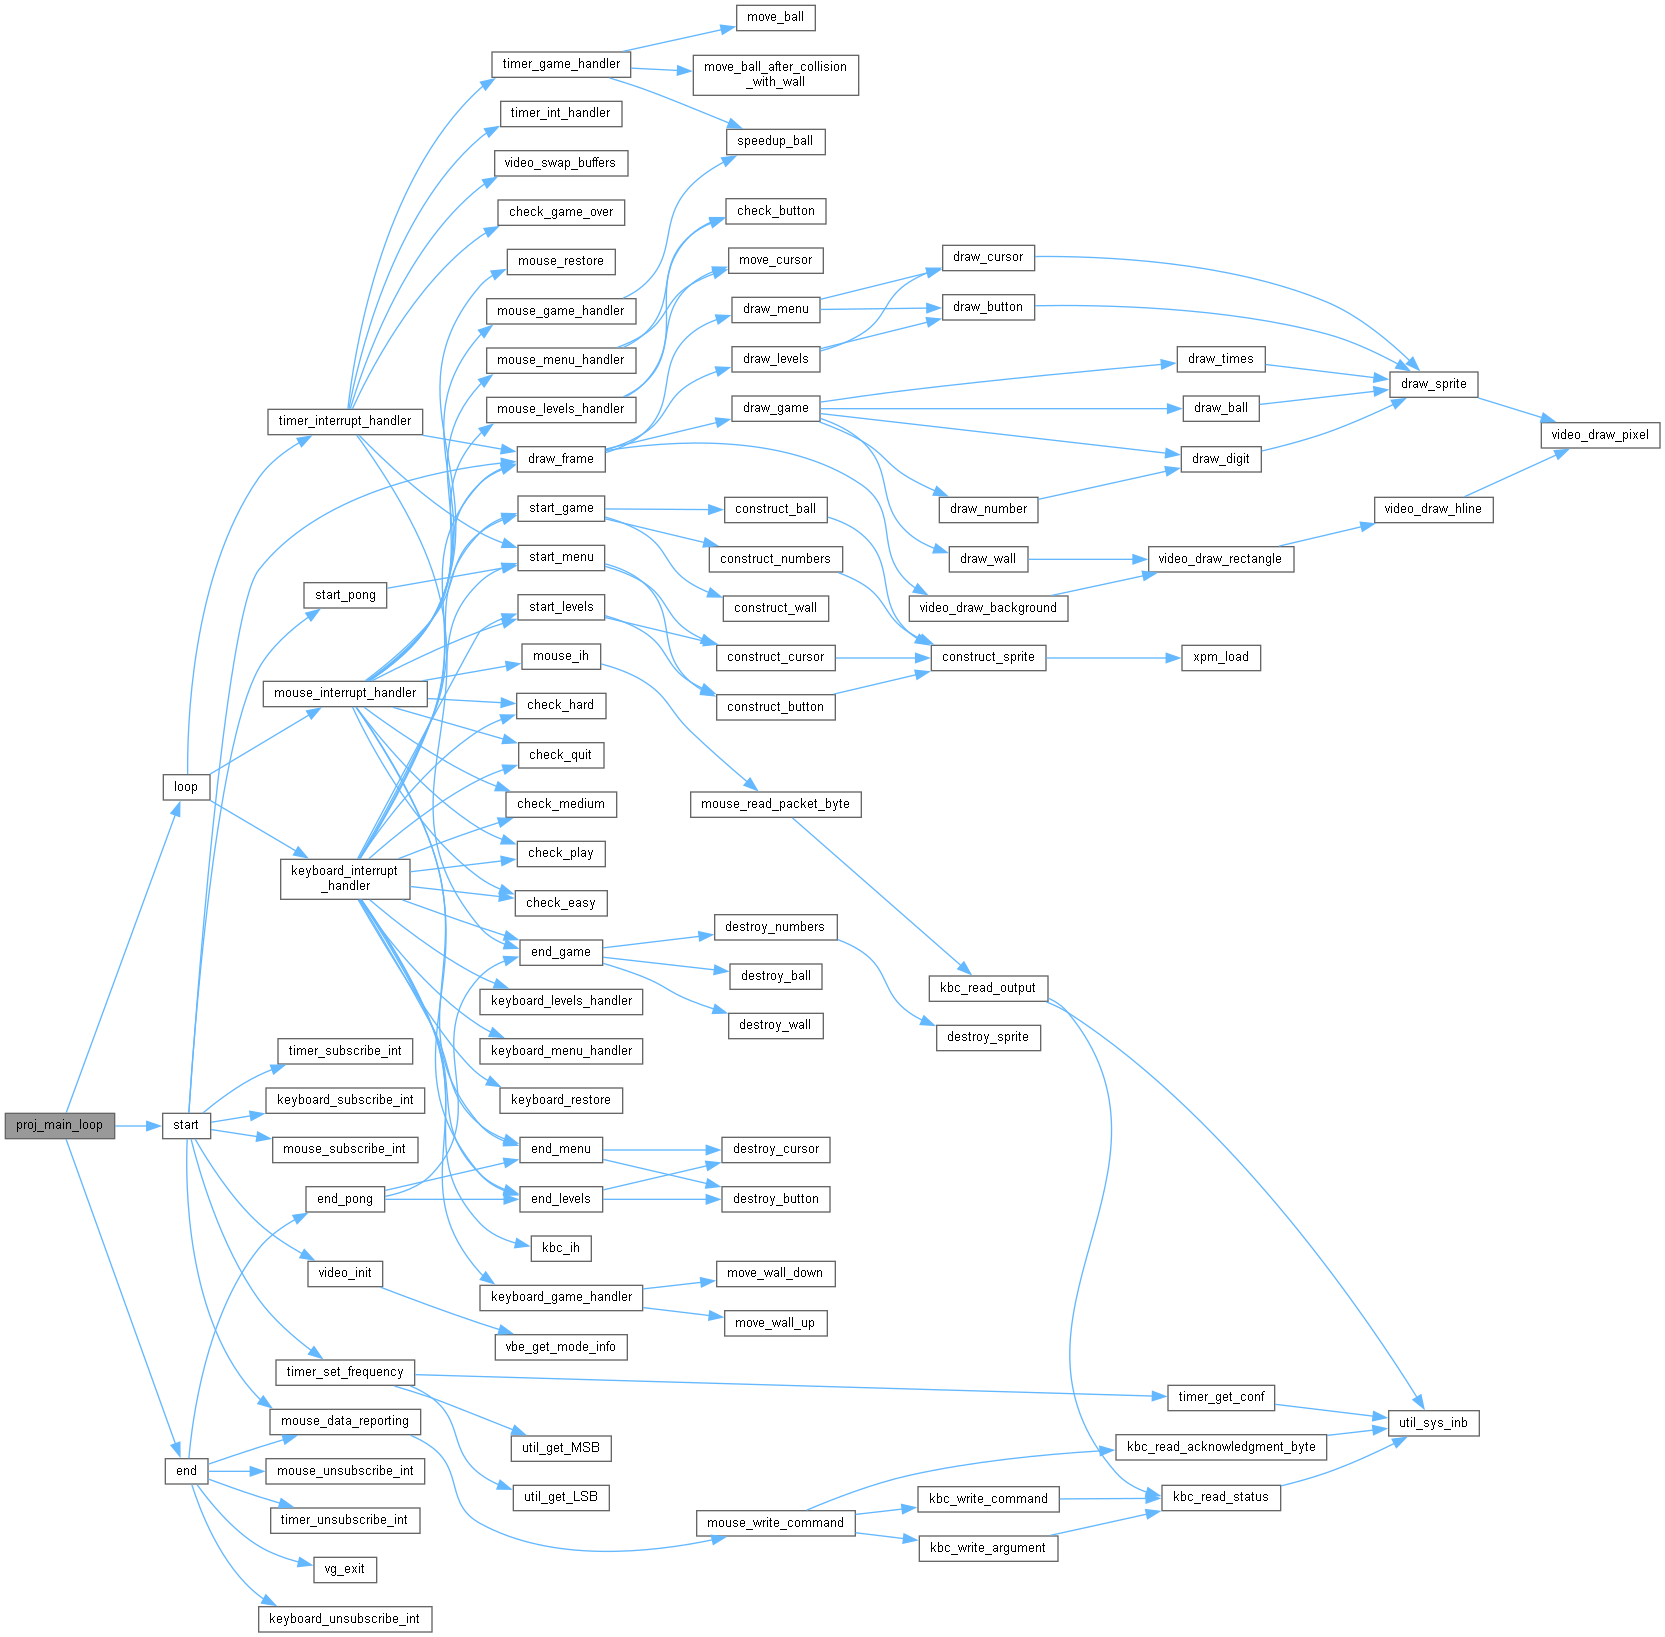 proj_main_loop
loop
start
end
timer_interrupt_handler
start_pong
mouse_interrupt_handler
keyboard_interrupt
_handler
timer_subscribe_int
keyboard_subscribe_int
mouse_subscribe_int
end_pong
video_init
timer_set_frequency
mouse_data_reporting
mouse_unsubscribe_int
timer_unsubscribe_int
vg_exit
keyboard_unsubscribe_int
timer_game_handler
timer_int_handler
video_swap_buffers
check_game_over
mouse_restore
mouse_game_handler
mouse_menu_handler
mouse_levels_handler
draw_frame
start_game
start_menu
start_levels
mouse_ih
check_hard
check_quit
check_medium
check_play
check_easy
end_game
keyboard_levels_handler
keyboard_menu_handler
keyboard_restore
end_menu
end_levels
kbc_ih
keyboard_game_handler
vbe_get_mode_info
util_get_MSB
util_get_LSB
move_ball
move_ball_after_collision
_with_wall
speedup_ball
check_button
move_cursor
draw_menu
draw_levels
draw_game
construct_ball
construct_numbers
construct_wall
construct_cursor
construct_button
mouse_read_packet_byte
destroy_numbers
destroy_ball
destroy_wall
destroy_cursor
destroy_button
move_wall_down
move_wall_up
mouse_write_command
draw_cursor
draw_button
draw_number
draw_wall
video_draw_background
construct_sprite
kbc_read_output
destroy_sprite
kbc_write_command
kbc_write_argument
draw_times
draw_ball
draw_digit
video_draw_rectangle
xpm_load
timer_get_conf
kbc_read_acknowledgment_byte
kbc_read_status
draw_sprite
video_draw_hline
util_sys_inb
video_draw_pixel